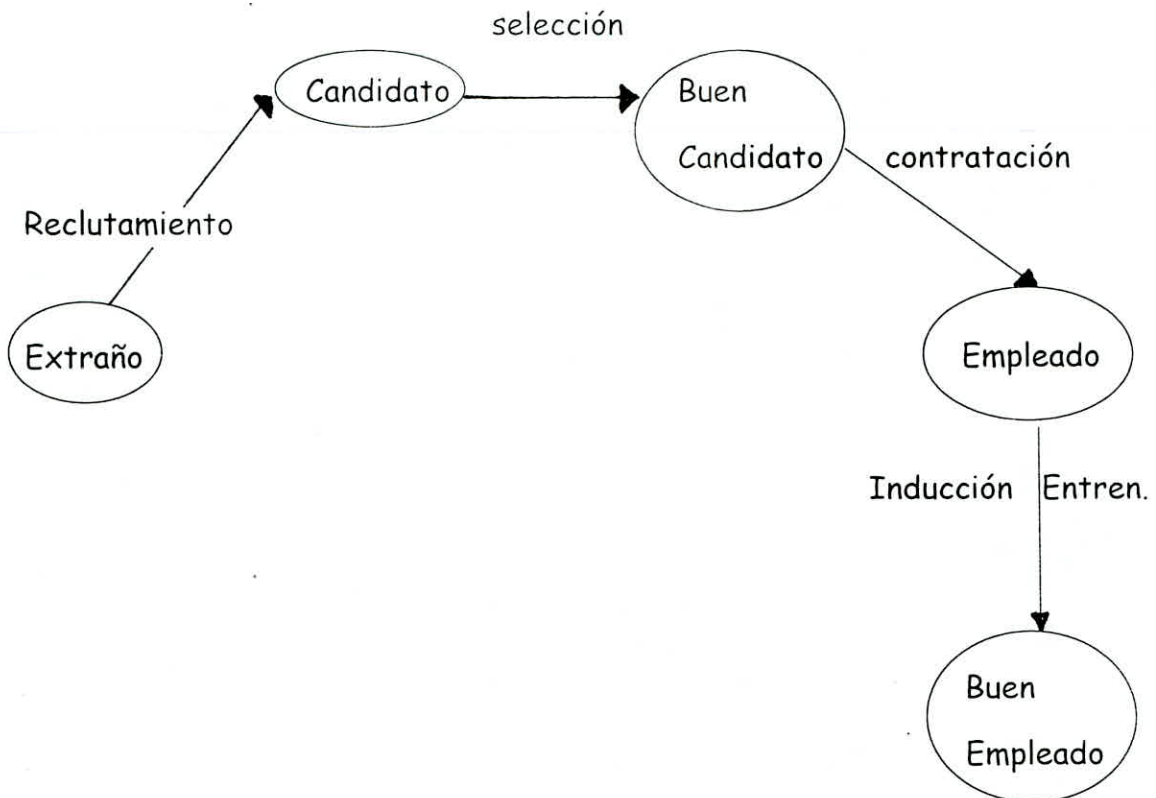 selección
Candidato
Buen
Candidato
contratación
Reclutamiento
Extraño
Empleado
Inducción Entren.
Buen
Empleado